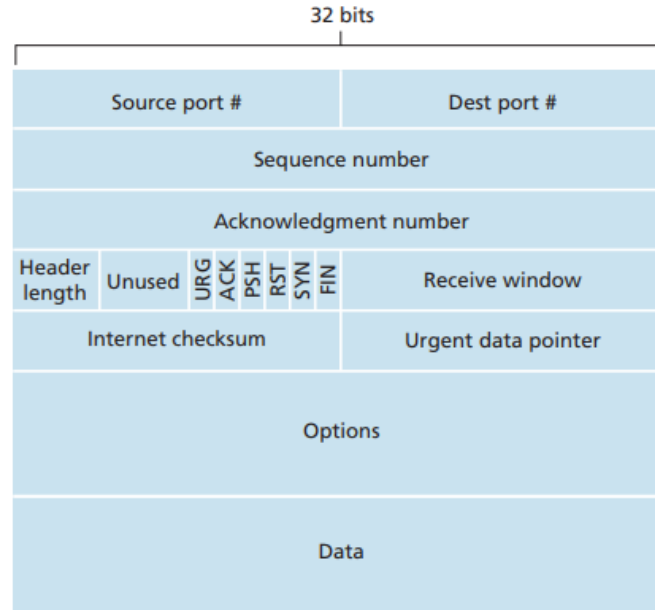 32 bits
Source port #
Dest port #
Sequence number
Acknowledgment number
Header
length
Unused
URG
ACK
PSH
RST
SYN
FIN
Receive window
Internet checksum
Urgent data pointer
Options
Data